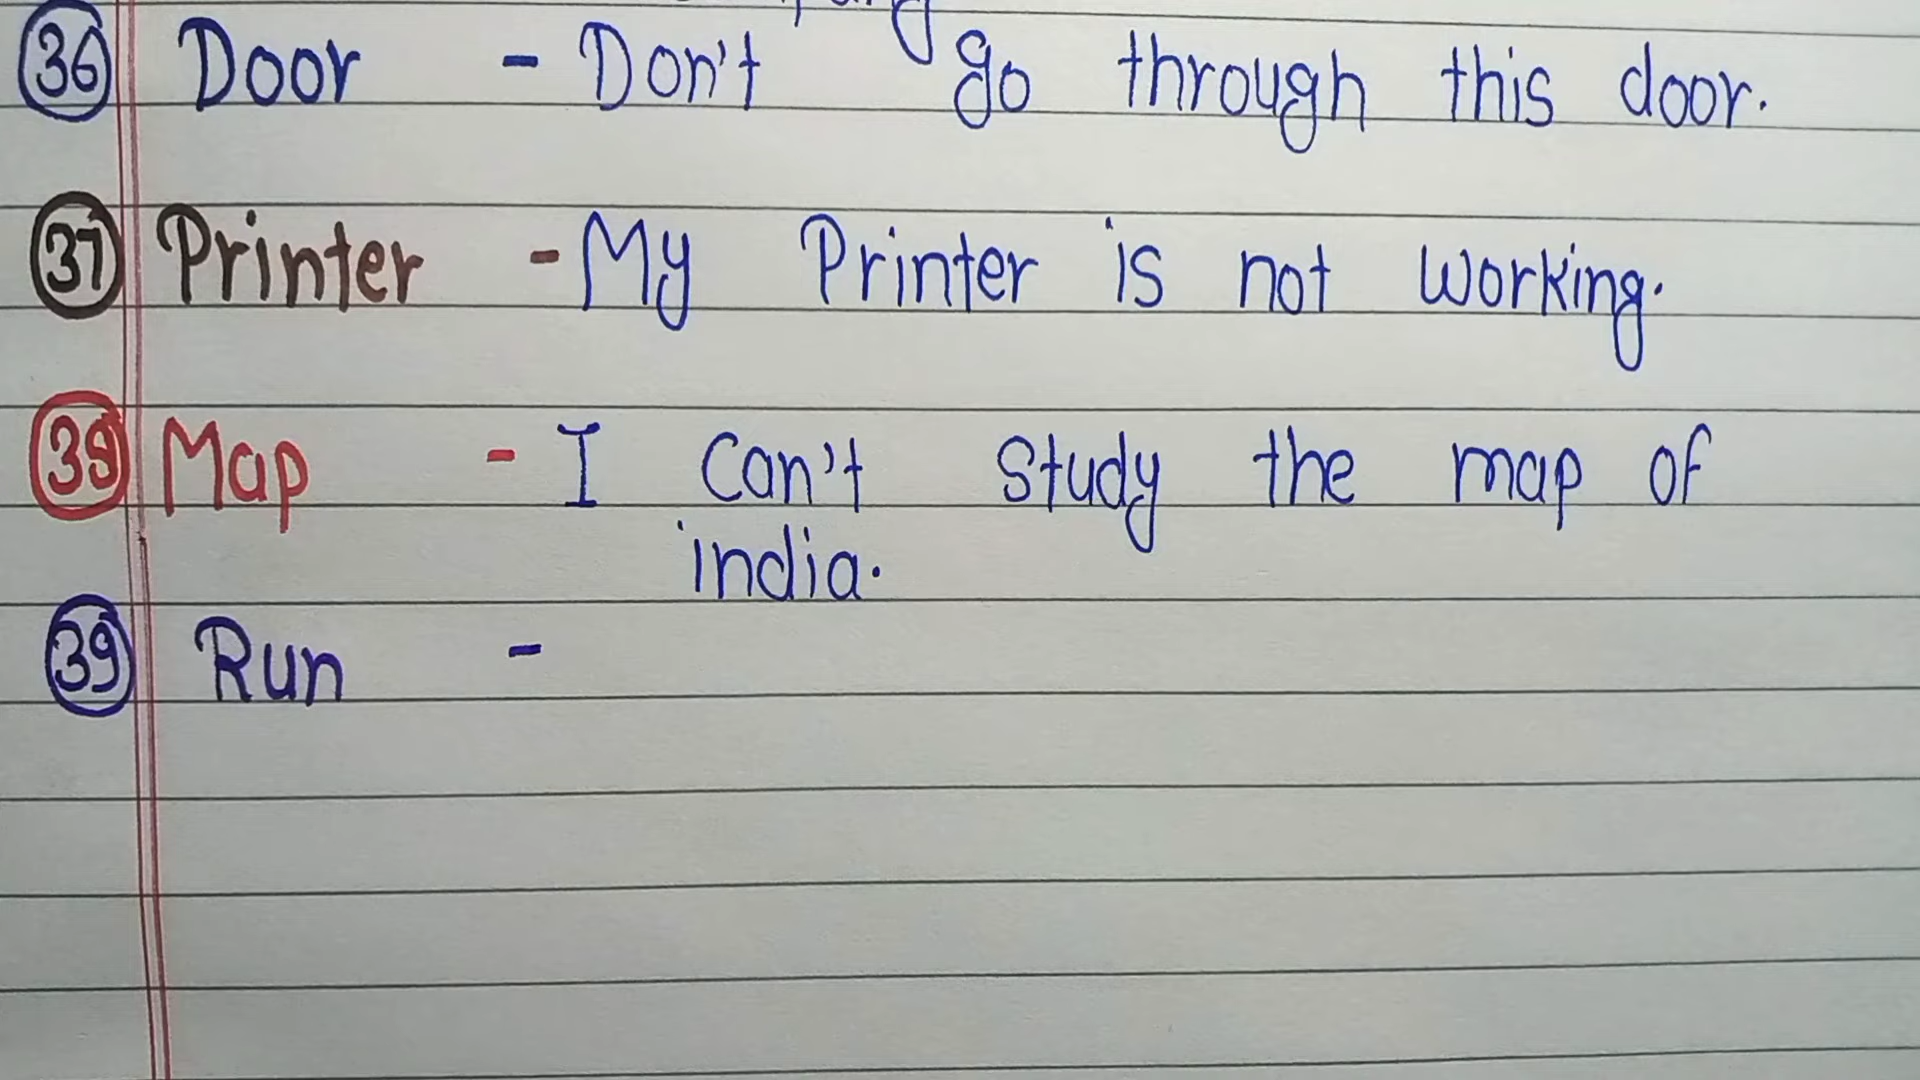 36 Door - Don't go through this door.
37 Printer - My Printer is not working.
38 Map - I can't study the map of
india.
39 Run -